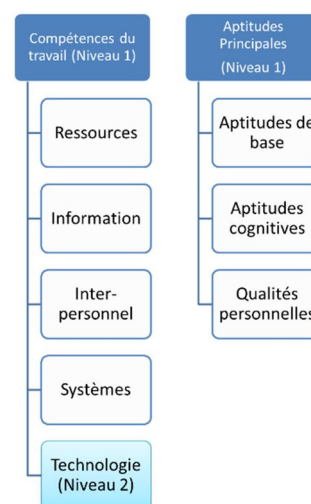 Compétences du
travail (Niveau 1)
Ressources
Information
Inter-
personnel
Systèmes
Technologie
(Niveau 2)
Aptitudes
Principales
(Niveau 1)
Aptitudes de
base
Aptitudes
cognitives
Qualités
personnelles